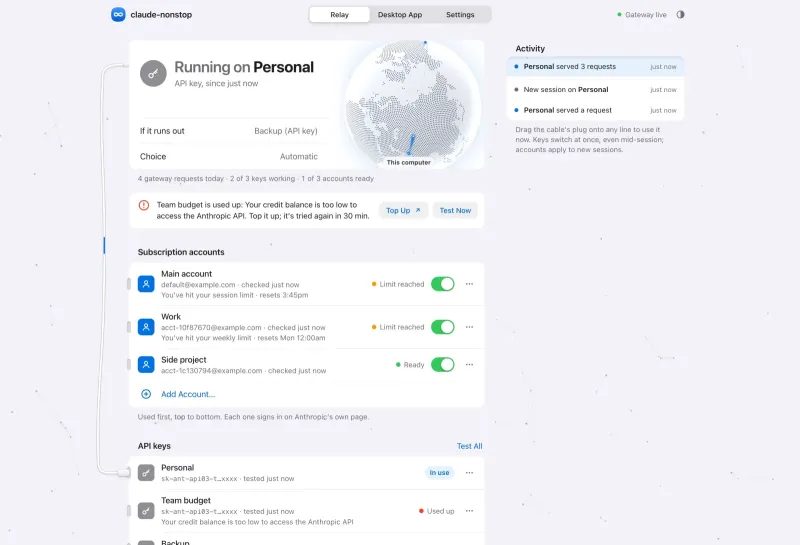 claude-nonstop
Relay
Desktop App
Settings
Gateway live
Running on Personal
API key, since just now
If it runs out
Backup (API key)
Choice
Automatic
This computer
4 gateway requests today · 2 of 3 keys working · 1 of 3 accounts ready
Team budget is used up: Your credit balance is too low to
access the Anthropic API. Top it up; it's tried again in 30 min.
Top Up ↗
Test Now
Subscription accounts
Main account
default@example.com · checked just now
You've hit your session limit · resets 3:45pm
Limit reached
Work
acct-10f87670@example.com · checked just now
You've hit your weekly limit · resets Mon 12:00am
Limit reached
Side project
acct-1c130794@example.com · checked just now
Ready
Add Account...
Used first, top to bottom. Each one signs in on Anthropic's own page.
API keys
Test All
Personal
sk-ant-api03-t…xxxx · tested just now
In use
Team budget
sk-ant-api03-t…xxxx · tested just now
Your credit balance is too low to access the Anthropic API
Used up
Backup
Activity
Personal served 3 requests
just now
New session on Personal
just now
Personal served a request
just now
Drag the cable's plug onto any line to use it
now. Keys switch at once, even mid-session;
accounts apply to new sessions.